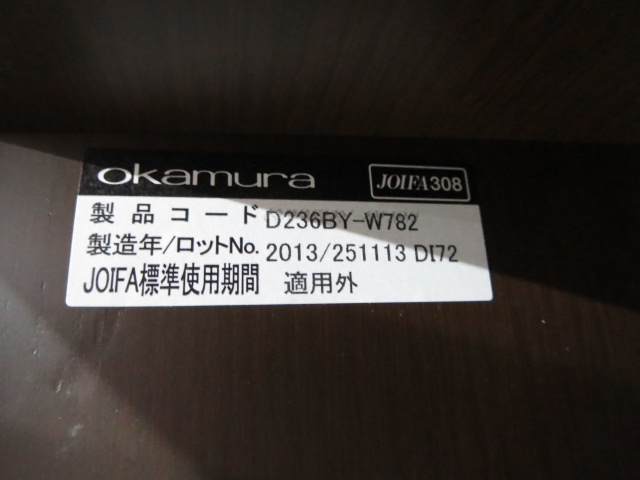 okamura JOIFA308
製品コード D236BY-W782
製造年/ロットNo. 2013/251113 DI72
JOIFA標準使用期間 適用外